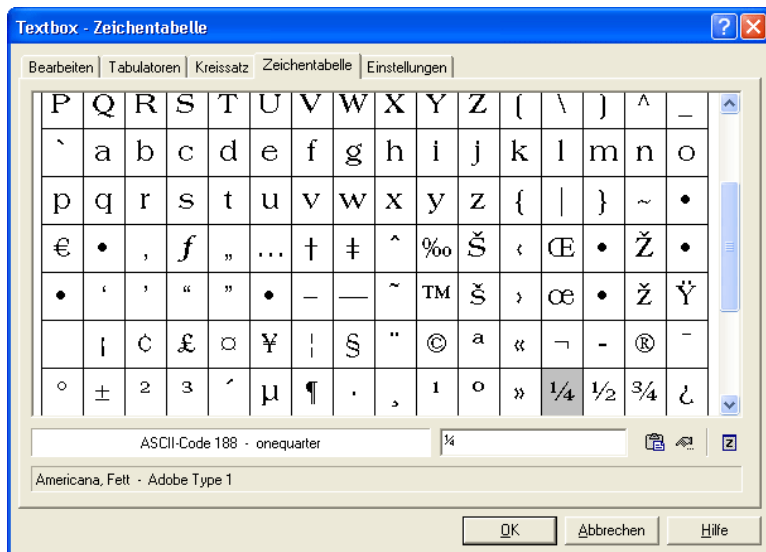 Textbox - Zeichentabelle
Bearbeiten Tabulatoren Kreissatz Zeichentabelle Einstellungen
P Q R S T U V W X Y Z [ \ ] ^ _
` a b c d e f g h i j k l m n o
p q r s t u v w x y z { | } ~ •
€ • ‚ ƒ „ … † ‡ ˆ ‰ Š ‹ Œ • Ž •
• ‘ ’ “ ” • – — ˜ ™ š › œ • ž Ÿ
¡ ¢ £ ¤ ¥ ¦ § ¨ © ª « ¬ - ® ¯
° ± ² ³ ´ µ ¶ · ¸ ¹ º » ¼ ½ ¾ ¿
ASCII-Code 188 - onequarter ¼
Americana, Fett - Adobe Type 1
OK Abbrechen Hilfe